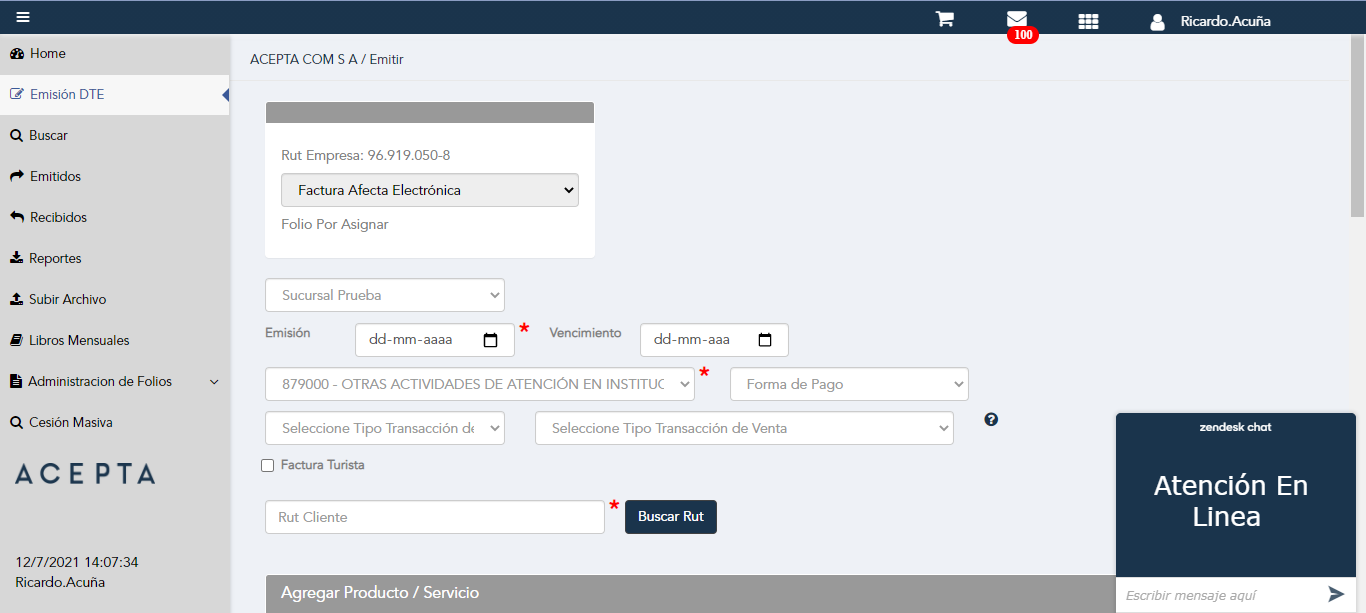 Ricardo.Acuña
100
Home
Emisión DTE
Buscar
Emitidos
Recibidos
Reportes
Subir Archivo
Libros Mensuales
Administracion de Folios
Cesión Masiva
ACEPTA
12/7/2021 14:07:34
Ricardo.Acuña
ACEPTA COM S A / Emitir
Rut Empresa: 96.919.050-8
Factura Afecta Electrónica
Folio Por Asignar
Sucursal Prueba
Emisión dd-mm-aaaa * Vencimiento dd-mm-aaa
879000 - OTRAS ACTIVIDADES DE ATENCIÓN EN INSTITUC * Forma de Pago
Seleccione Tipo Transacción de Seleccione Tipo Transacción de Venta ?
Factura Turista
Rut Cliente * Buscar Rut
Agregar Producto / Servicio
zendesk chat
Atención En
Linea
Escribir mensaje aquí